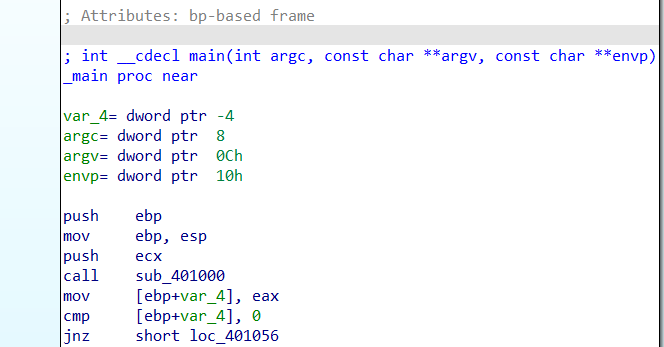 ; Attributes: bp-based frame
; int __cdecl main(int argc, const char **argv, const char **envp)
_main proc near
var_4= dword ptr -4
argc= dword ptr  8
argv= dword ptr  0Ch
envp= dword ptr  10h
push    ebp
mov     ebp, esp
push    ecx
call    sub_401000
mov     [ebp+var_4], eax
cmp     [ebp+var_4], 0
jnz     short loc_401056